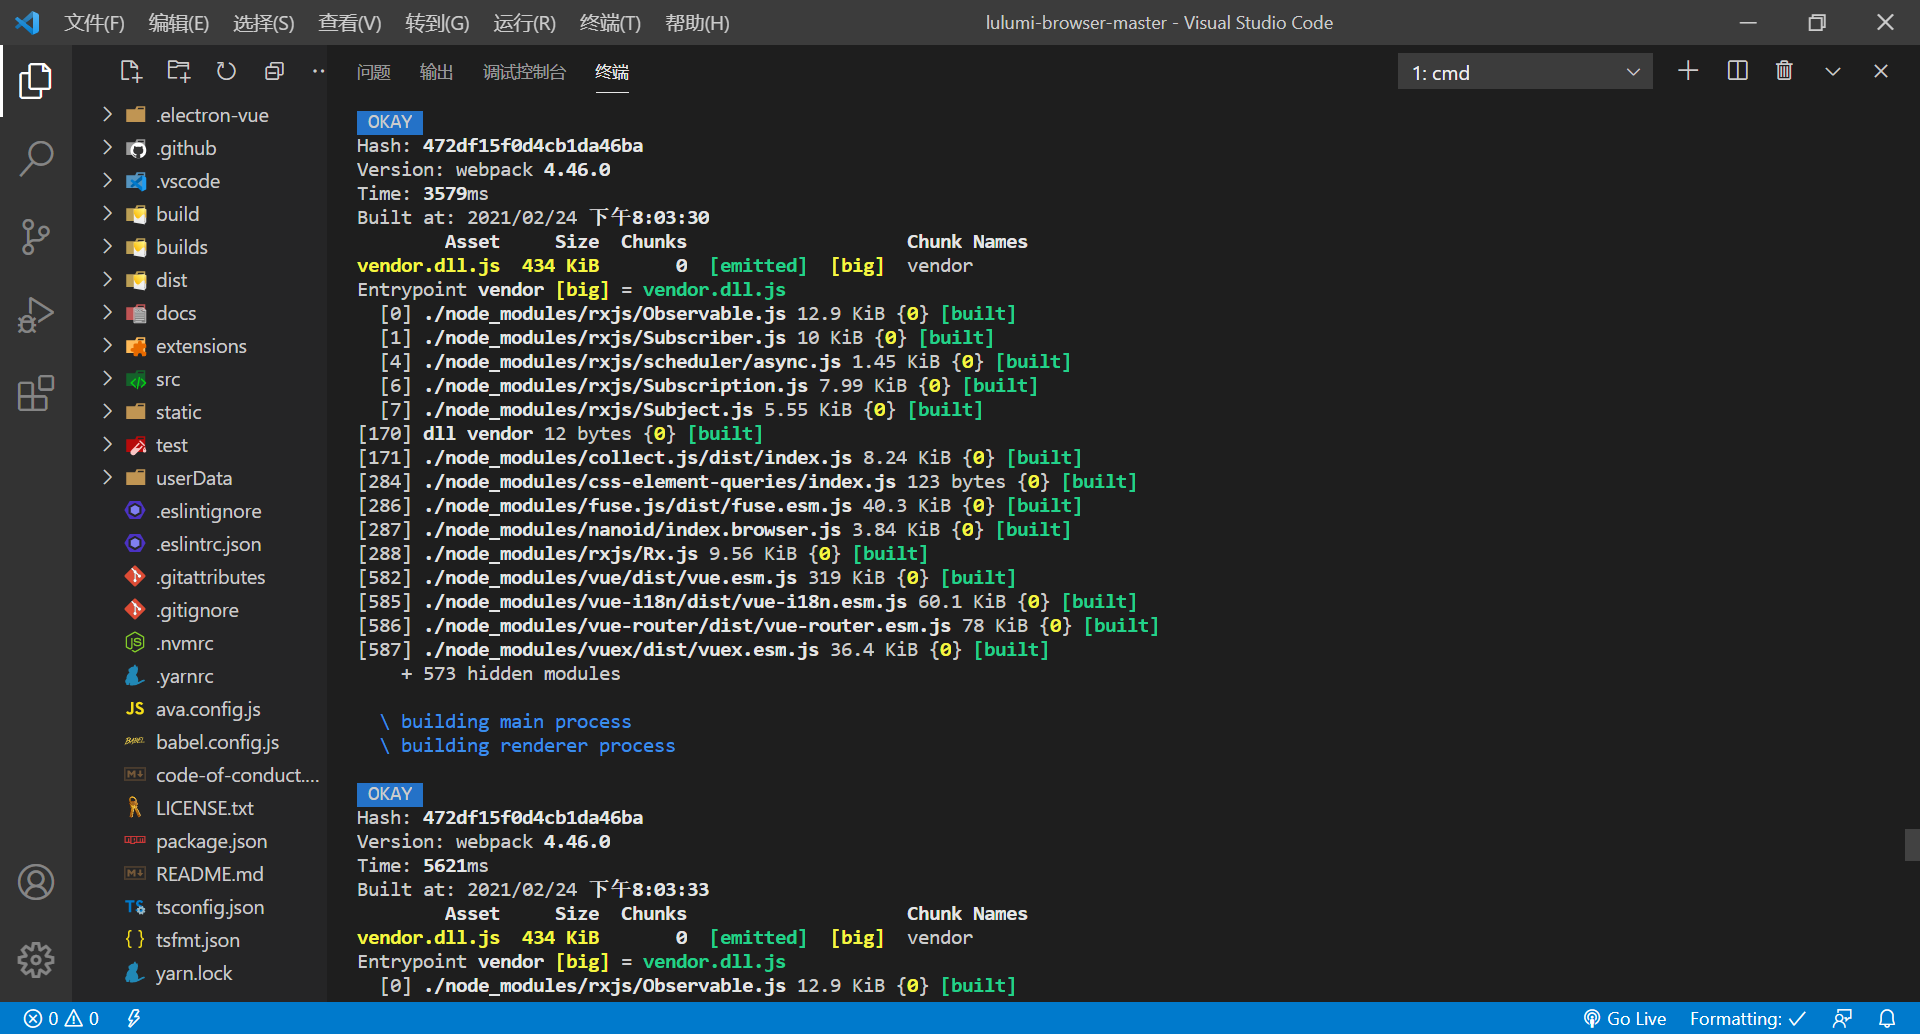 文件(F) 编辑(E) 选择(S) 查看(V) 转到(G) 运行(R) 终端(T) 帮助(H)
lulumi-browser-master - Visual Studio Code
.electron-vue
.github
.vscode
build
builds
dist
docs
extensions
src
static
test
userData
.eslintignore
.eslintrc.json
.gitattributes
.gitignore
.nvmrc
.yarnrc
JS ava.config.js
BABEL babel.config.js
M↓ code-of-conduct....
LICENSE.txt
npm package.json
M↓ README.md
TS tsconfig.json
{ } tsfmt.json
yarn.lock
问题 输出 调试控制台 终端
1: cmd
OKAY
Hash: 472df15f0d4cb1da46ba
Version: webpack 4.46.0
Time: 3579ms
Built at: 2021/02/24 下午8:03:30
Asset Size Chunks Chunk Names
vendor.dll.js 434 KiB 0 [emitted] [big] vendor
Entrypoint vendor [big] = vendor.dll.js
[0] ./node_modules/rxjs/Observable.js 12.9 KiB {0} [built]
[1] ./node_modules/rxjs/Subscriber.js 10 KiB {0} [built]
[4] ./node_modules/rxjs/scheduler/async.js 1.45 KiB {0} [built]
[6] ./node_modules/rxjs/Subscription.js 7.99 KiB {0} [built]
[7] ./node_modules/rxjs/Subject.js 5.55 KiB {0} [built]
[170] dll vendor 12 bytes {0} [built]
[171] ./node_modules/collect.js/dist/index.js 8.24 KiB {0} [built]
[284] ./node_modules/css-element-queries/index.js 123 bytes {0} [built]
[286] ./node_modules/fuse.js/dist/fuse.esm.js 40.3 KiB {0} [built]
[287] ./node_modules/nanoid/index.browser.js 3.84 KiB {0} [built]
[288] ./node_modules/rxjs/Rx.js 9.56 KiB {0} [built]
[582] ./node_modules/vue/dist/vue.esm.js 319 KiB {0} [built]
[585] ./node_modules/vue-i18n/dist/vue-i18n.esm.js 60.1 KiB {0} [built]
[586] ./node_modules/vue-router/dist/vue-router.esm.js 78 KiB {0} [built]
[587] ./node_modules/vuex/dist/vuex.esm.js 36.4 KiB {0} [built]
+ 573 hidden modules
\ building main process
\ building renderer process
OKAY
Hash: 472df15f0d4cb1da46ba
Version: webpack 4.46.0
Time: 5621ms
Built at: 2021/02/24 下午8:03:33
Asset Size Chunks Chunk Names
vendor.dll.js 434 KiB 0 [emitted] [big] vendor
Entrypoint vendor [big] = vendor.dll.js
[0] ./node_modules/rxjs/Observable.js 12.9 KiB {0} [built]
0 0
Go Live Formatting: ✓